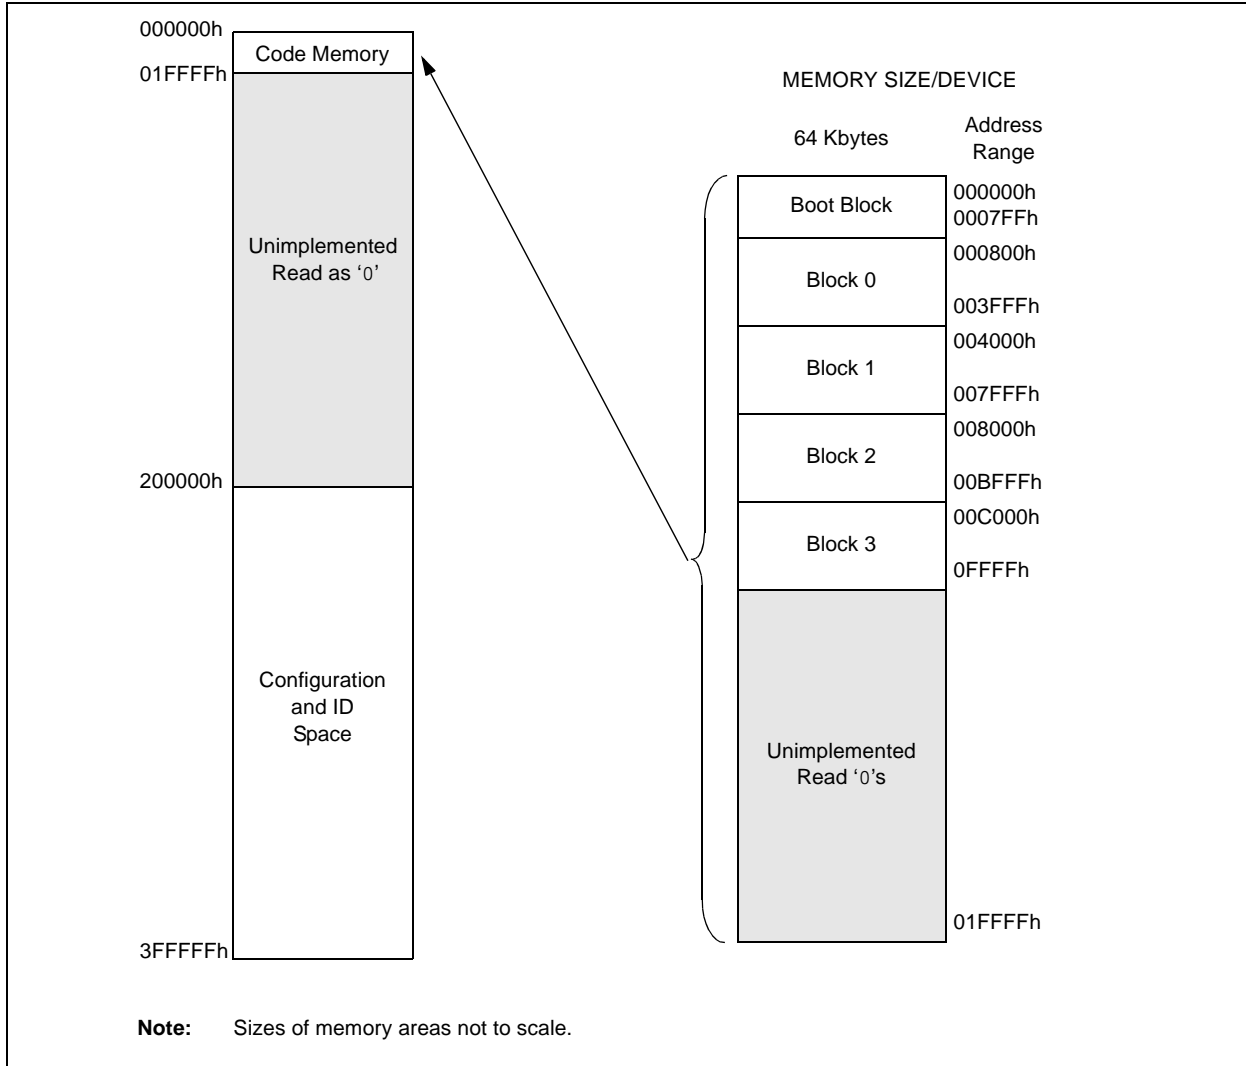 000000h
Code Memory
01FFFFh
Unimplemented
Read as ‘0’
200000h
Configuration
and ID
Space
3FFFFFh
MEMORY SIZE/DEVICE
64 Kbytes
Address
Range
Boot Block
000000h
0007FFh
Block 0
000800h
003FFFh
Block 1
004000h
007FFFh
Block 2
008000h
00BFFFh
Block 3
00C000h
0FFFFh
Unimplemented
Read ‘0’s
01FFFFh
Note: Sizes of memory areas not to scale.